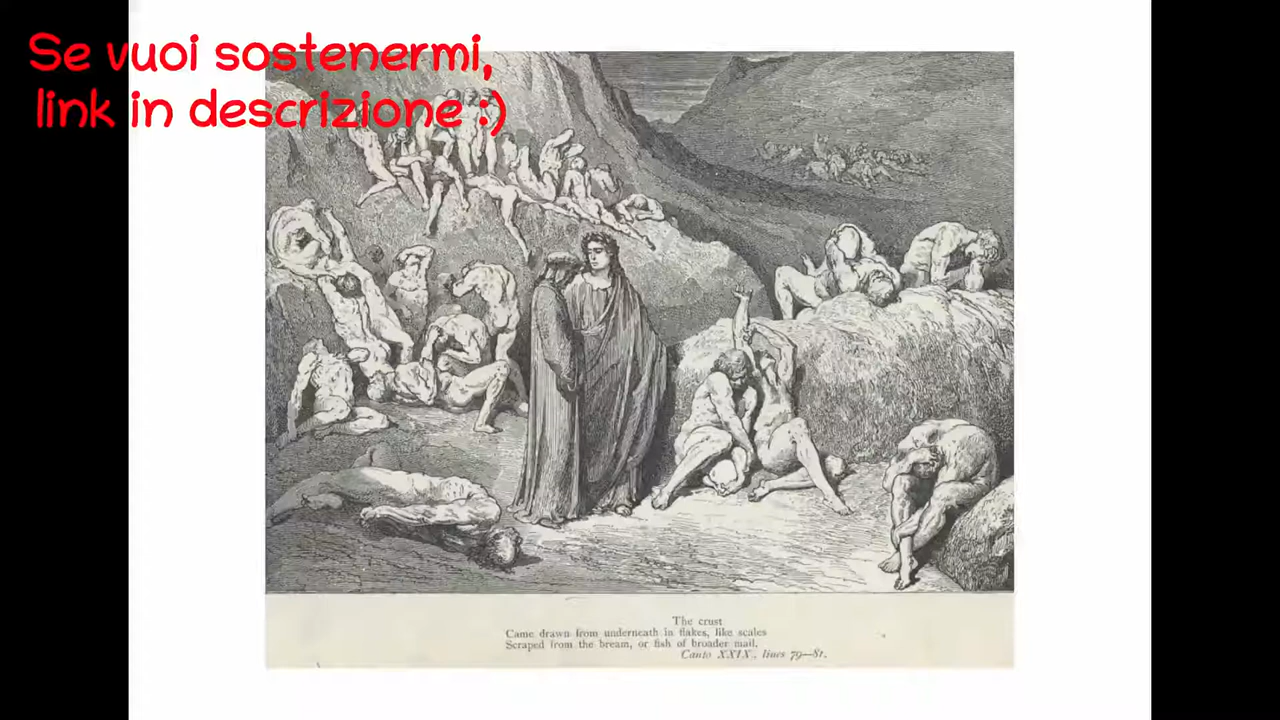 Se vuoi sostenermi,
link in descrizione :)
The crust
Came drawn from underneath in flakes, like scales
Scraped from the bream, or fish of broader mail.
Canto XXIX., lines 79—81.